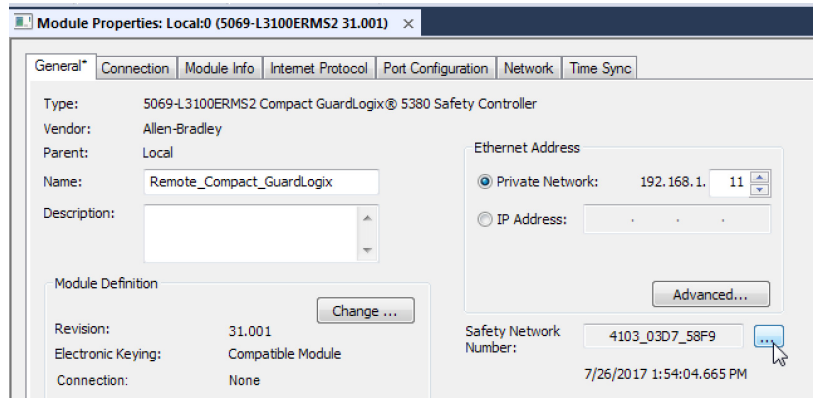 Module Properties: Local:0 (5069-L3100ERMS2 31.001) ×
General* Connection Module Info Internet Protocol Port Configuration Network Time Sync
Type: 5069-L3100ERMS2 Compact GuardLogix® 5380 Safety Controller
Vendor: Allen-Bradley
Parent: Local
Name: Remote_Compact_GuardLogix
Description:
Ethernet Address
Private Network: 192.168.1. 11
IP Address: . . .
Advanced...
Module Definition
Change ...
Revision: 31.001
Electronic Keying: Compatible Module
Connection: None
Safety Network
Number: 4103_03D7_58F9 ...
7/26/2017 1:54:04.665 PM